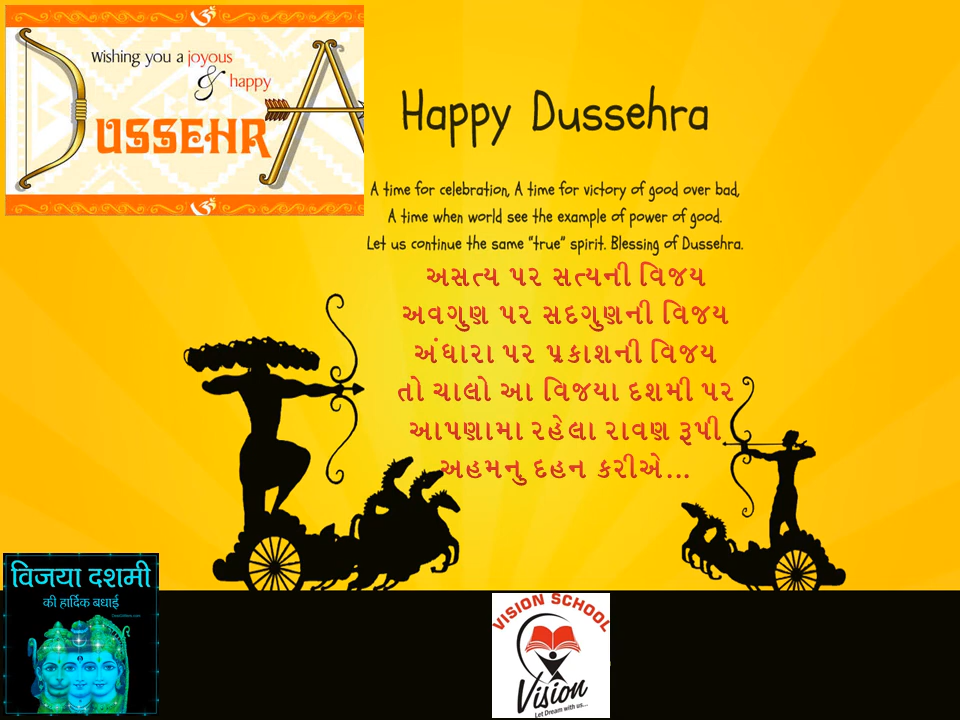 Wishing you a joyous
& happy
DUSSEHRA
Happy Dussehra
A time for celebration, A time for victory of good over bad,
A time when world see the example of power of good.
Let us continue the same "true" spirit. Blessing of Dussehra.
અસત્ય પર સત્યની વિજય
અવગુણ પર સદગુણની વિજય
અંધારા પર પ્રકાશની વિજય
તો ચાલો આ વિજયા દશમી પર
આપણામા રહેલા રાવણ રૂપી
અહમનુ દહન કરીએ...
विजया दशमी
की हार्दिक बधाई
VISION SCHOOL
Vision
Let Dream with us...